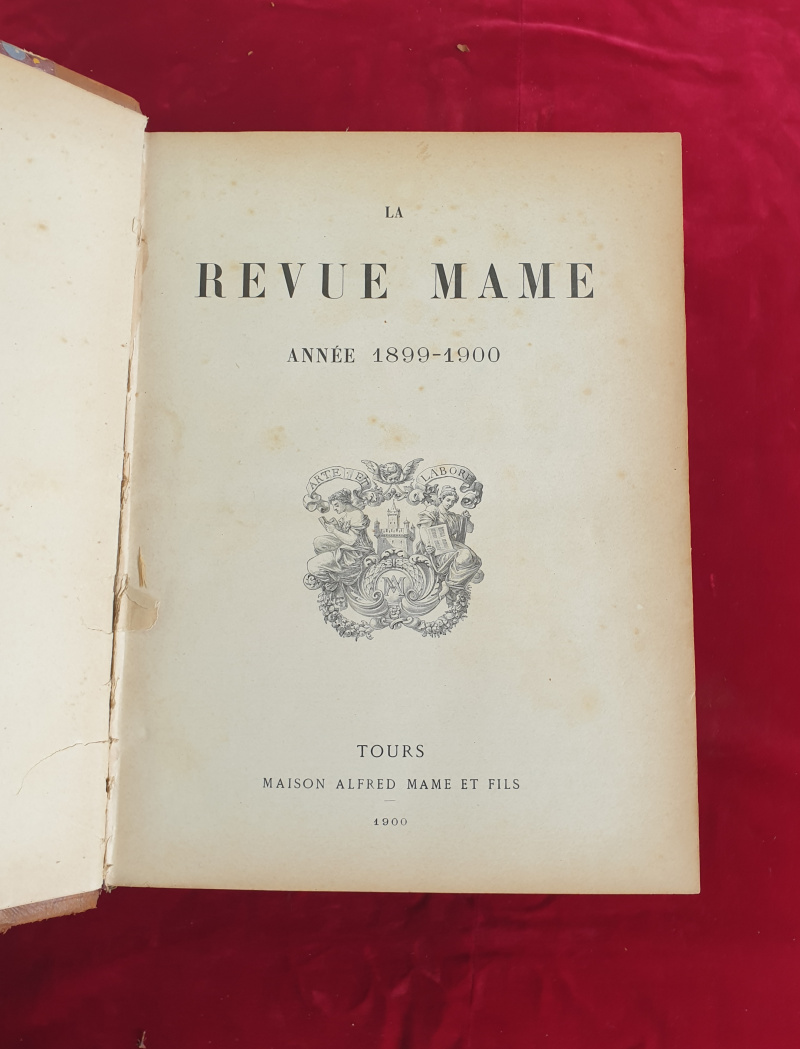 LA
REVUE MAME
ANNÉE 1899-1900
ARTE ET LABORE
TOURS
MAISON ALFRED MAME ET FILS
1900